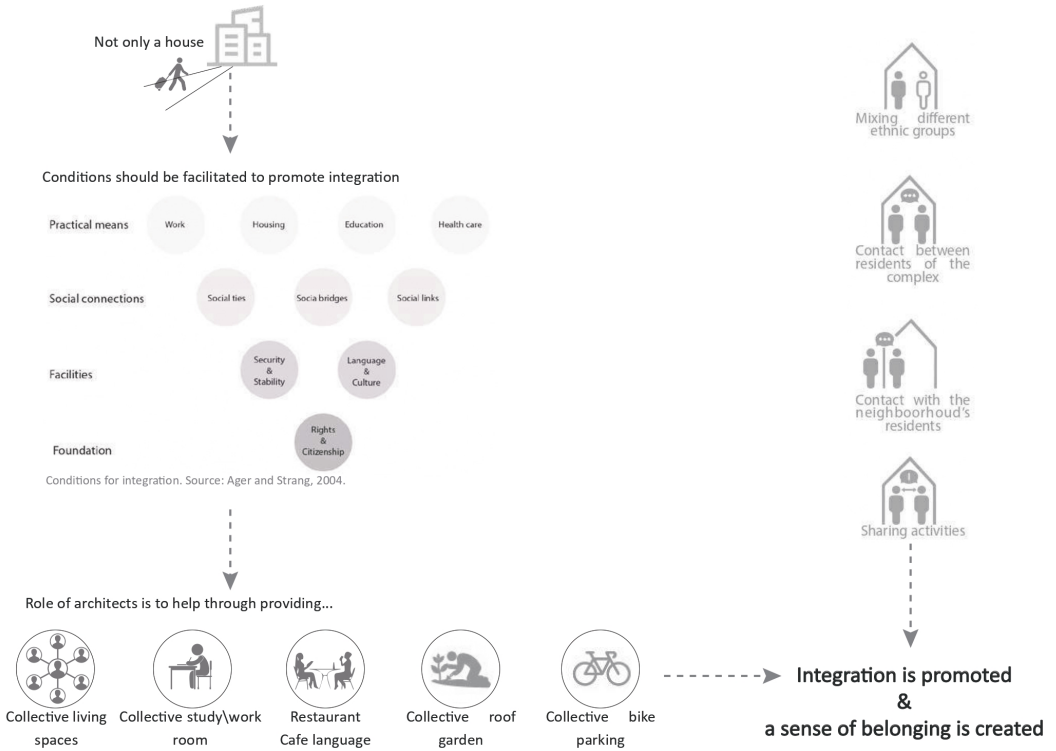 Not only a house
Conditions should be facilitated to promote integration
Practical means
Work
Housing
Education
Health care
Social connections
Social ties
Socia bridges
Social links
Facilities
Security
&
Stability
Language
&
Culture
Foundation
Rights
&
Citizenship
Conditions for integration. Source: Ager and Strang, 2004.
Role of architects is to help through providing...
Collective living
spaces
Collective study\work
room
Restaurant
Cafe language
Collective roof
garden
Collective bike
parking
Mixing different
ethnic groups
Contact between
residents of the
complex
Contact with the
neighboorhoud's
residents
Sharing activities
Integration is promoted
&
a sense of belonging is created